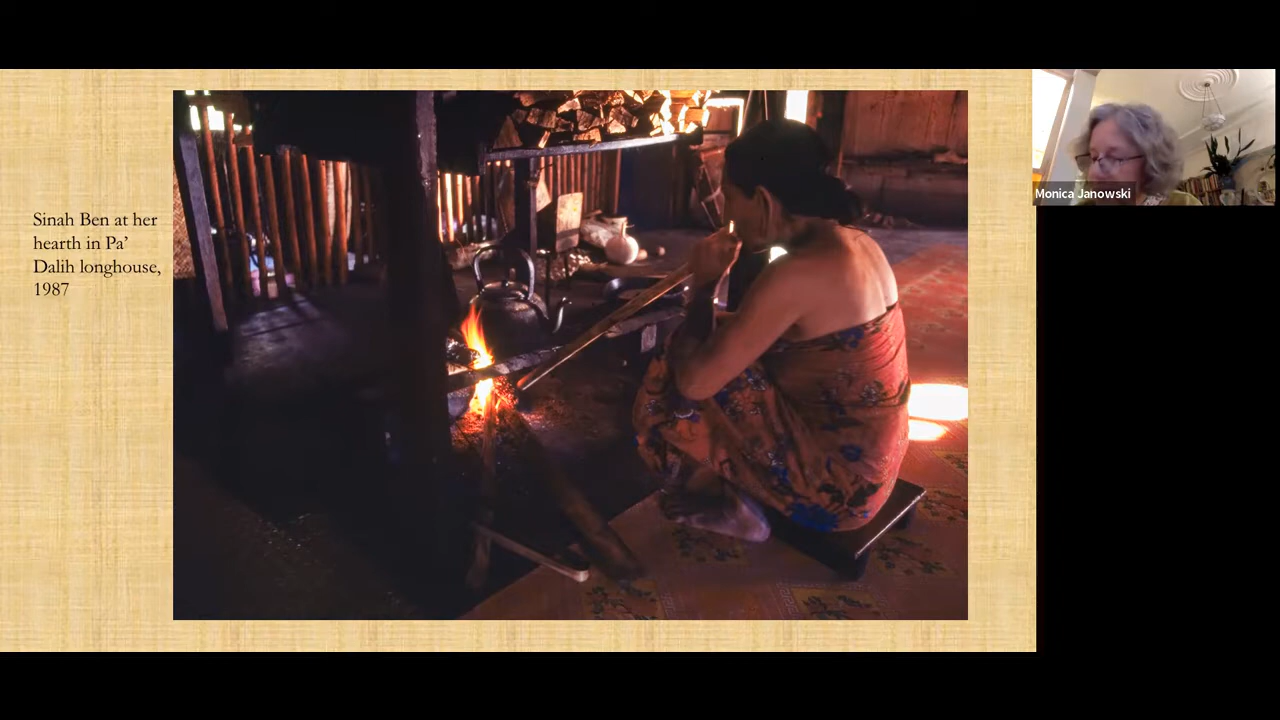 Sinah Ben at her
hearth in Pa’
Dalih longhouse,
1987
Monica Janowski